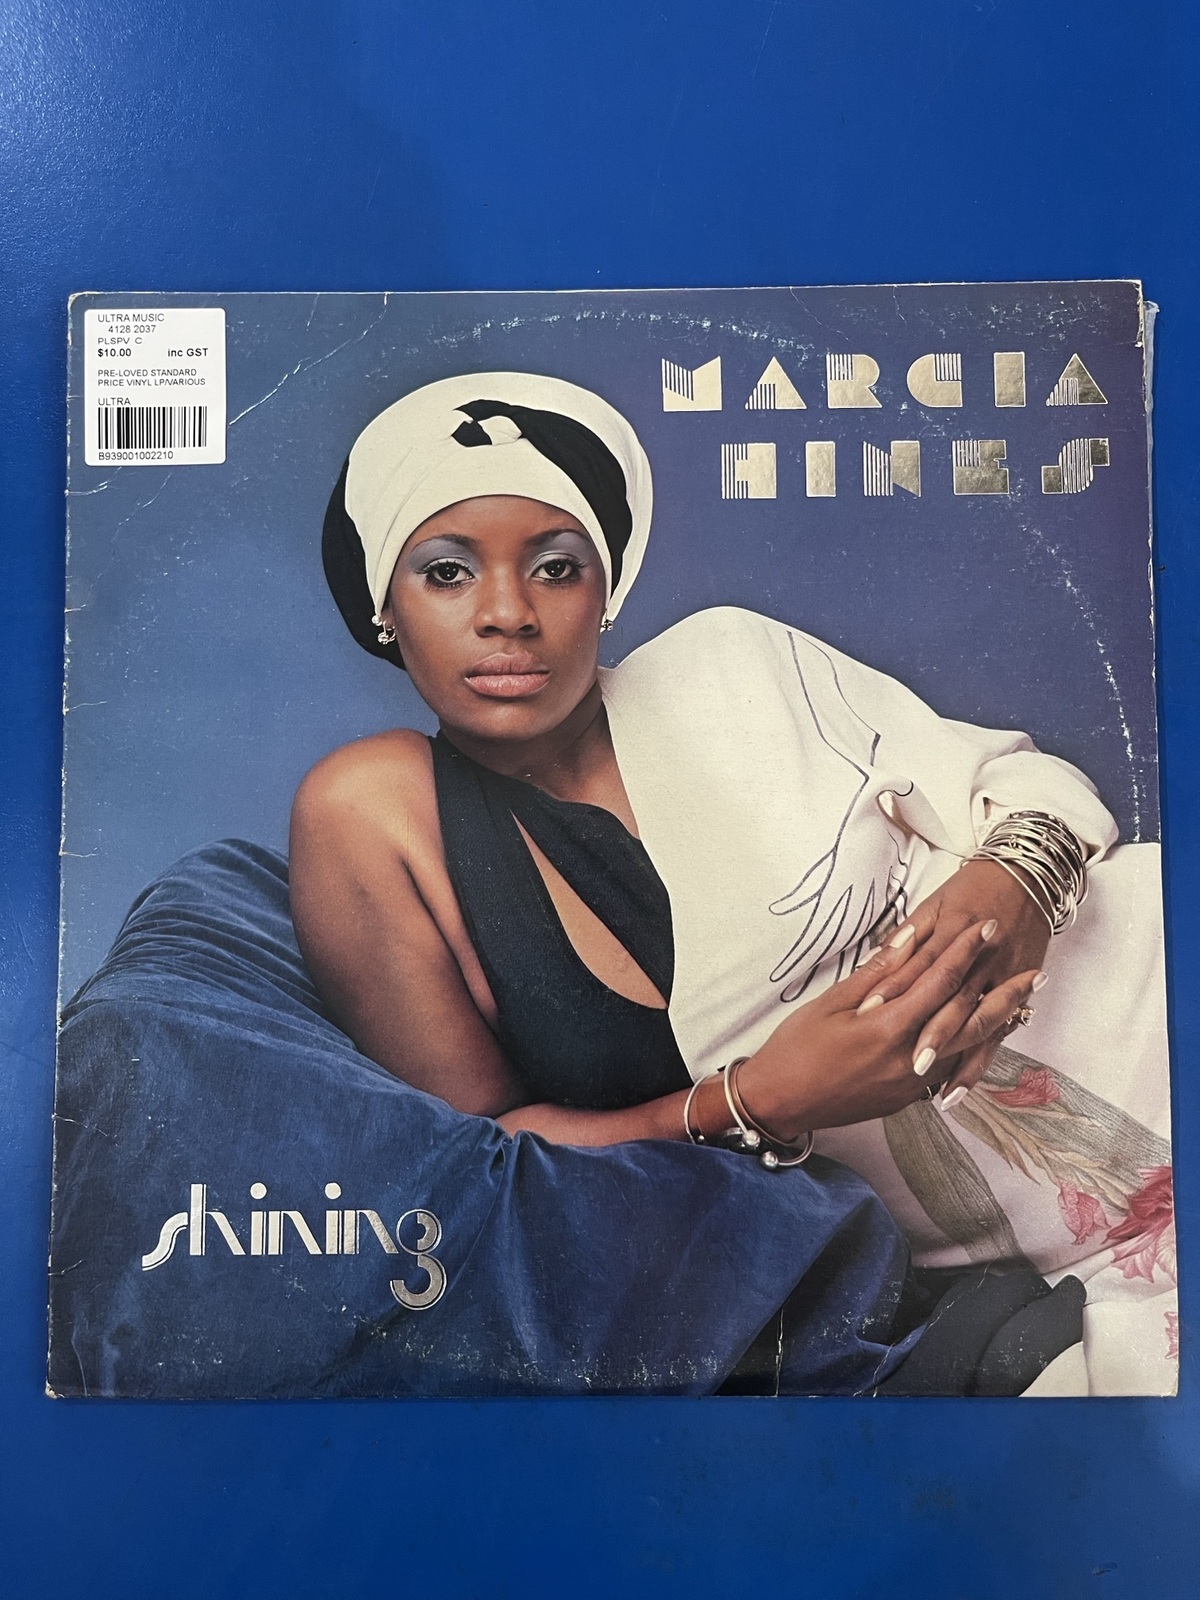 ULTRA MUSIC
4128 2037
PLSPV C
$10.00 inc GST
PRE-LOVED STANDARD
PRICE VINYL LP/VARIOUS
ULTRA
B939001002210
MARCIA
HINES
shining